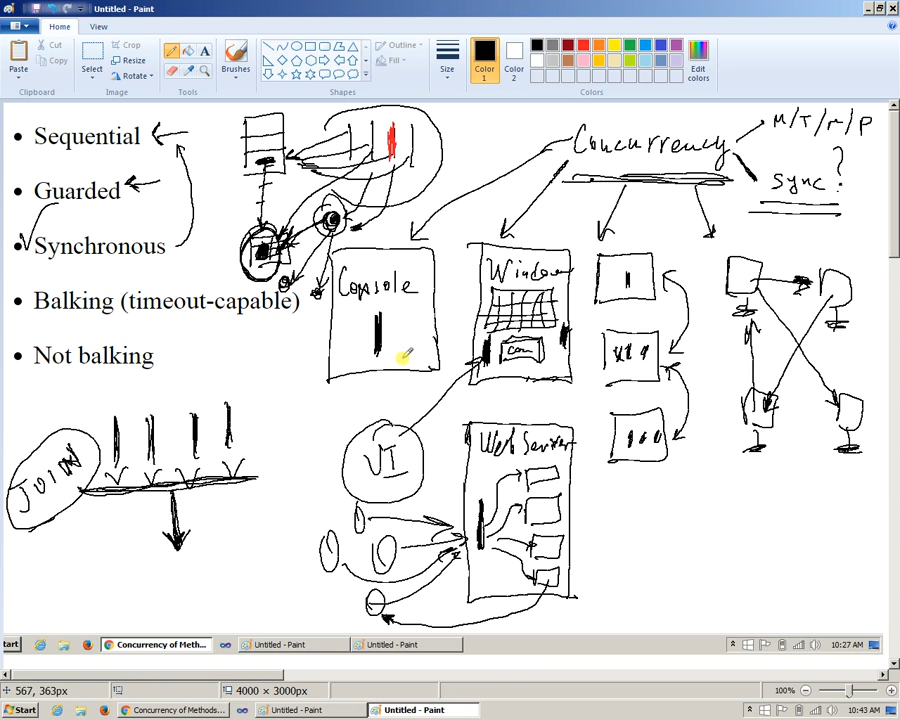 Untitled - Paint
Home
View
Paste
Cut
Copy
Clipboard
Select
Crop
Resize
Rotate
Image
A
Tools
Brushes
Shapes
Outline
Fill
Size
Color 1
Color 2
Edit colors
Colors
• Sequential
• Guarded
• Synchronous
• Balking (timeout-capable)
• Not balking
JOIN
Concurrency
M/T/M/P
Sync ?
Console
Window
com
UI
Web Server
tart
Concurrency of Meth...
Untitled - Paint
Untitled - Paint
10:27 AM
567, 363px
4000 × 3000px
100%
Start
Concurrency of Methods...
Untitled - Paint
Untitled - Paint
10:43 AM